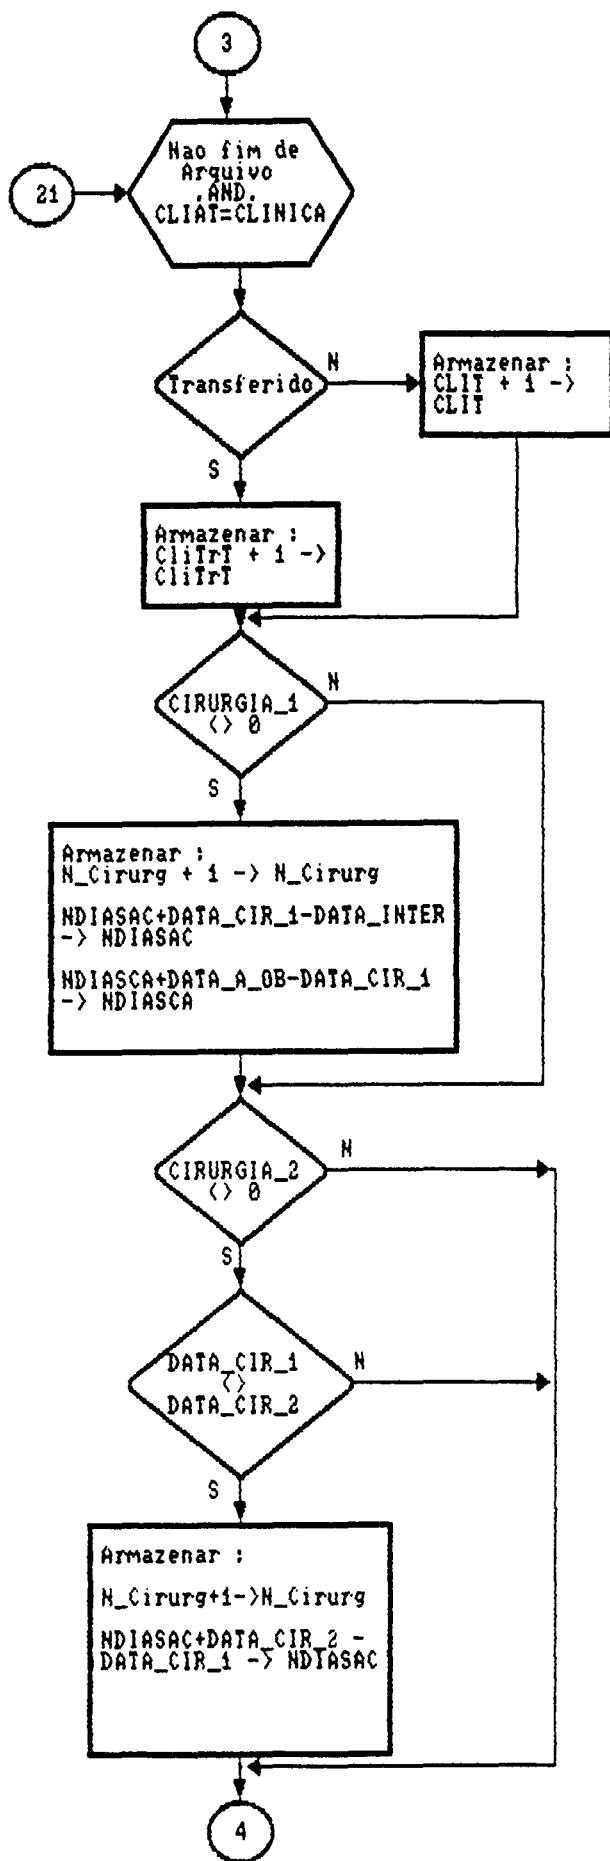 3
Nao fim de
Arquivo
.AND.
CLIAT=CLINICA
21
Transferido
N
S
Armazenar :
CLIT + 1 ->
CLIT
Armazenar :
CliTrT + 1 ->
CliTrT
CIRURGIA_1
<> 0
N
S
Armazenar :
N_Cirurg + 1 -> N_Cirurg
NDIASAC+DATA_CIR_1-DATA_INTER
-> NDIASAC
NDIASCA+DATA_A_OB-DATA_CIR_1
-> NDIASCA
CIRURGIA_2
<> 0
N
S
DATA_CIR_1
<>
DATA_CIR_2
N
S
Armazenar :
N_Cirurg+1->N_Cirurg
NDIASAC+DATA_CIR_2 -
DATA_CIR_1 -> NDIASAC
4